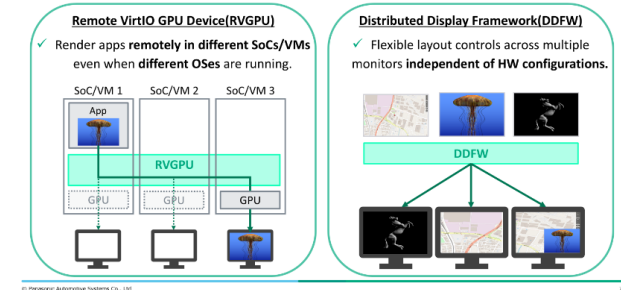 Remote VirtIO GPU Device(RVGPU)
✓ Render apps remotely in different SoCs/VMs
even when different OSes are running.
SoC/VM 1 SoC/VM 2 SoC/VM 3
App
RVGPU
GPU GPU GPU
Distributed Display Framework(DDFW)
✓ Flexible layout controls across multiple
monitors independent of HW configurations.
DDFW
© Panasonic Automotive Systems Co., Ltd.